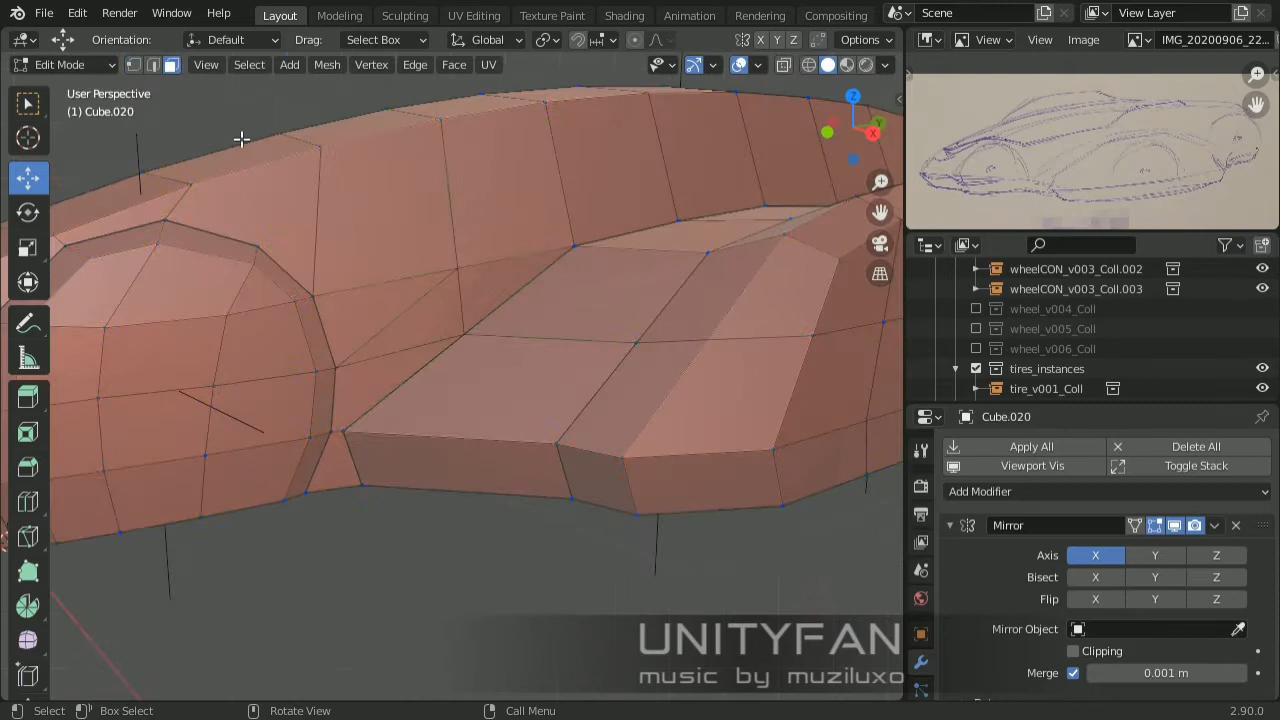 File Edit Render Window Help Layout Modeling Sculpting UV Editing Texture Paint Shading Animation Rendering Compositing Scene View Layer
Orientation: Default Drag: Select Box Global X Y Z Options View View Image IMG_20200906_22...
Edit Mode View Select Add Mesh Vertex Edge Face UV
User Perspective
(1) Cube.020
Z
Y
X
wheelCON_v003_Coll.002
wheelCON_v003_Coll.003
wheel_v004_Coll
wheel_v005_Coll
wheel_v006_Coll
tires_instances
tire_v001_Coll
Cube.020
Apply All Delete All
Viewport Vis Toggle Stack
Add Modifier
Mirror
Axis X Y Z
Bisect X Y Z
Flip X Y Z
Mirror Object
Clipping
Merge 0.001 m
UNITYFAN
music by muziluxo
Select Box Select Rotate View Call Menu 2.90.0